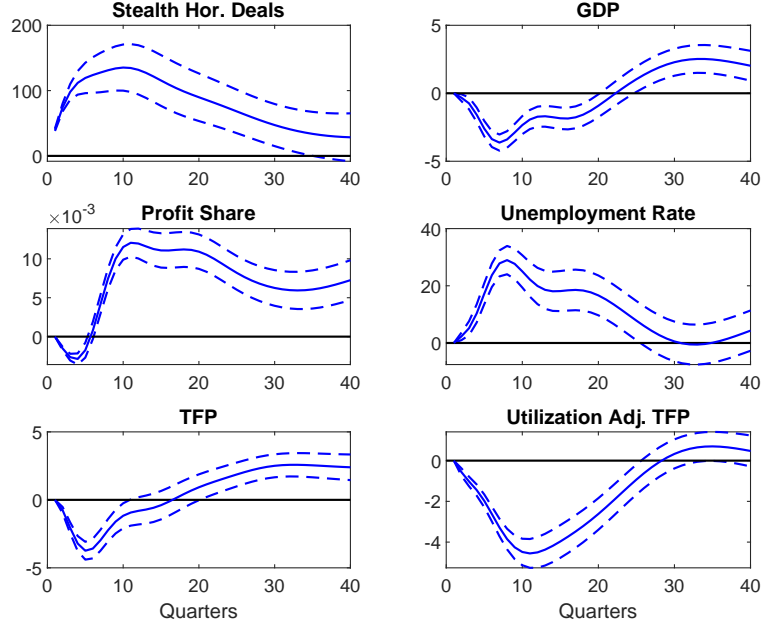 Stealth Hor. Deals
200
100
0
0 10 20 30 40
GDP
5
0
-5
0 10 20 30 40
×10⁻³
Profit Share
10
5
0
0 10 20 30 40
Unemployment Rate
40
20
0
0 10 20 30 40
TFP
5
0
-5
0 10 20 30 40
Quarters
Utilization Adj. TFP
0
-2
-4
0 10 20 30 40
Quarters